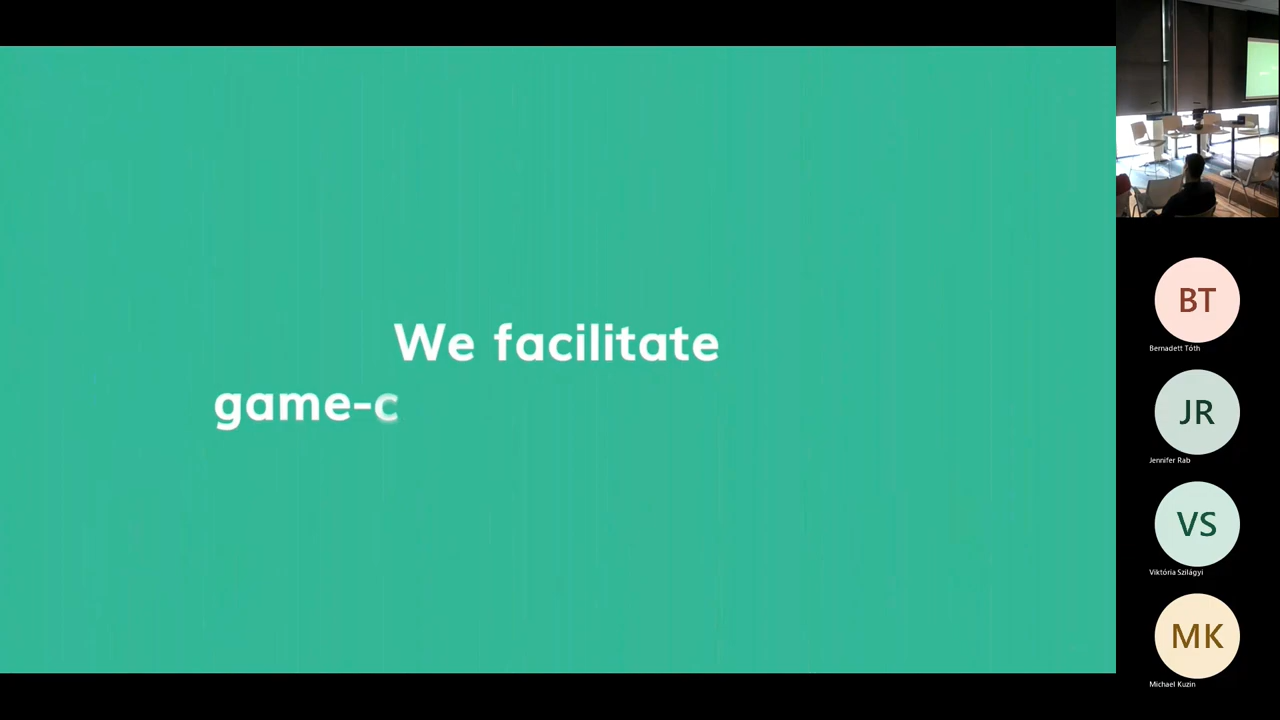 We facilitate
game-c
BT
Bernadett Tóth
JR
Jennifer Rab
VS
Viktória Szilágyi
MK
Michael Kuzin